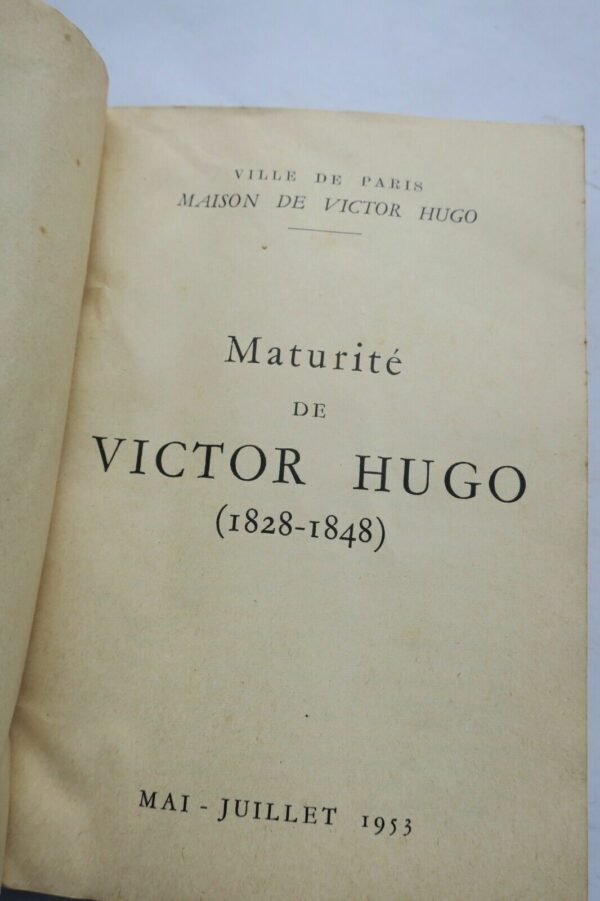 VILLE DE PARIS
MAISON DE VICTOR HUGO
Maturité
DE
VICTOR HUGO
(1828-1848)
MAI - JUILLET 1953